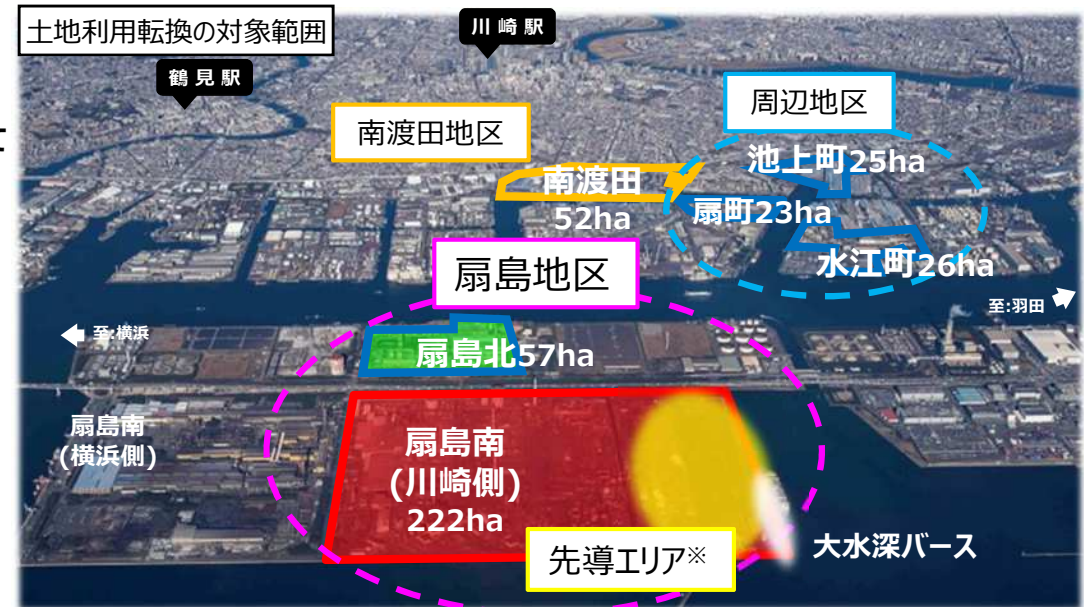 土地利用転換の対象範囲
川崎駅
鶴見駅
南渡田地区
周辺地区
池上町25ha
南渡田
52ha
扇町23ha
水江町26ha
扇島地区
至:羽田
至:横浜
扇島北57ha
扇島南
(横浜側)
扇島南
(川崎側)
222ha
先導エリア※
大水深バース